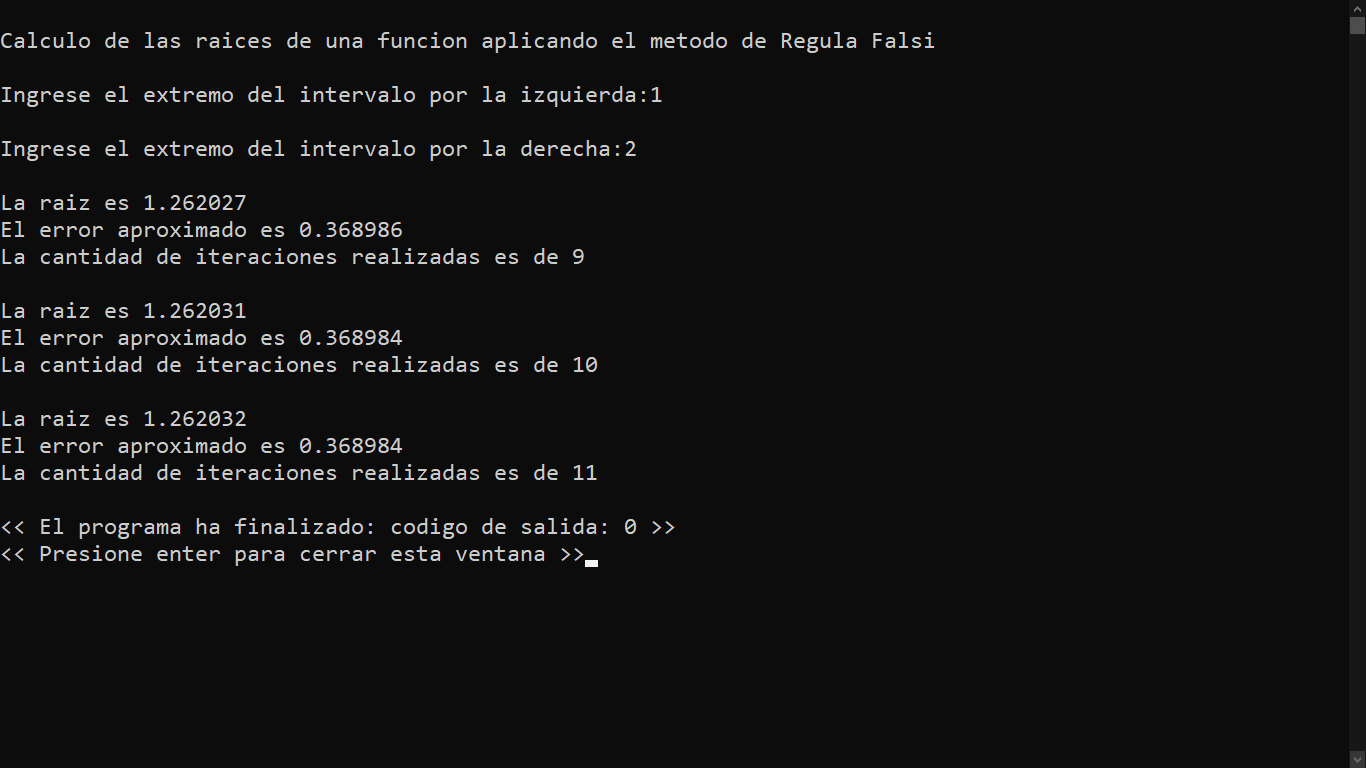 Calculo de las raices de una funcion aplicando el metodo de Regula Falsi
Ingrese el extremo del intervalo por la izquierda:1
Ingrese el extremo del intervalo por la derecha:2
La raiz es 1.262027
El error aproximado es 0.368986
La cantidad de iteraciones realizadas es de 9
La raiz es 1.262031
El error aproximado es 0.368984
La cantidad de iteraciones realizadas es de 10
La raiz es 1.262032
El error aproximado es 0.368984
La cantidad de iteraciones realizadas es de 11
<< El programa ha finalizado: codigo de salida: 0 >>
<< Presione enter para cerrar esta ventana >>